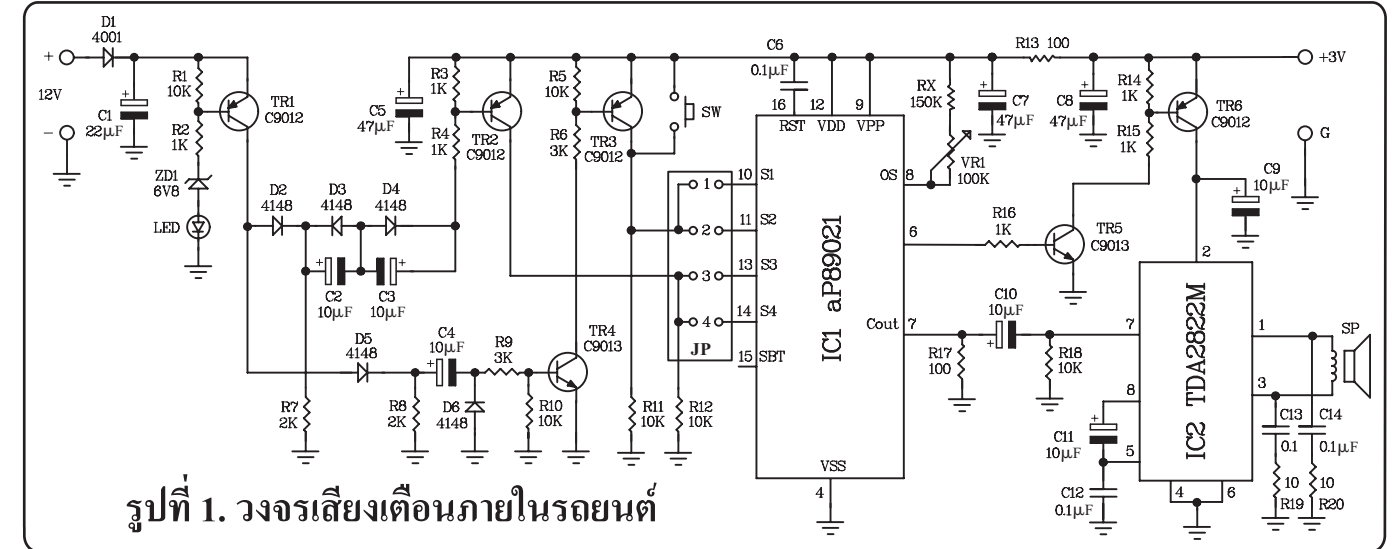 D1
4001
+
12V
−
C1
22µF
R1
10K
R2
1K
ZD1
6V8
LED
TR1
C9012
D2
4148
D3
4148
D4
4148
+
C2
10µF
+
C3
10µF
+
C5
47µF
R3
1K
R4
1K
TR2
C9012
R5
10K
R6
3K
TR3
C9012
SW
D5
4148
C4
10µF
+
R9
3K
TR4
C9013
R7
2K
R8
2K
D6
4148
R10
10K
R11
10K
R12
10K
1
2
3
4
JP
C6
0.1µF
16
12
9
RST
VDD
VPP
10
S1
11
S2
13
S3
14
S4
15
SBT
IC1 aP89021
OS
8
6
Cout
7
VSS
4
RX
150K
VR1
100K
+
C7
47µF
R13 100
+
C8
47µF
R14
1K
R15
1K
TR6
C9012
+3V
G
+
C9
10µF
R16
1K
TR5
C9013
C10
10µF
+
R17
100
R18
10K
2
7
8
5
IC2 TDA2822M
1
3
4
6
+
C11
10µF
C12
0.1µF
SP
C13
0.1
C14
0.1µF
10
R19
10
R20
รูปที่ 1. วงจรเสียงเตือนภายในรถยนต์